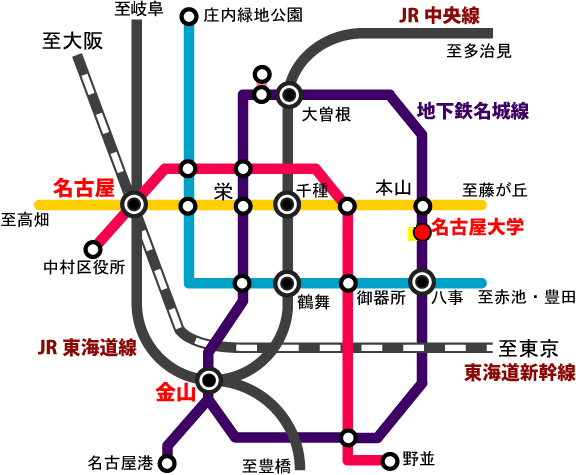 至岐阜
庄内緑地公園
JR 中央線
至大阪
至多治見
大曽根
地下鉄名城線
名古屋
栄
千種
本山
至藤が丘
至高畑
名古屋大学
中村区役所
鶴舞
御器所
八事
至赤池・豊田
JR 東海道線
至東京
東海道新幹線
金山
名古屋港
至豊橋
野並